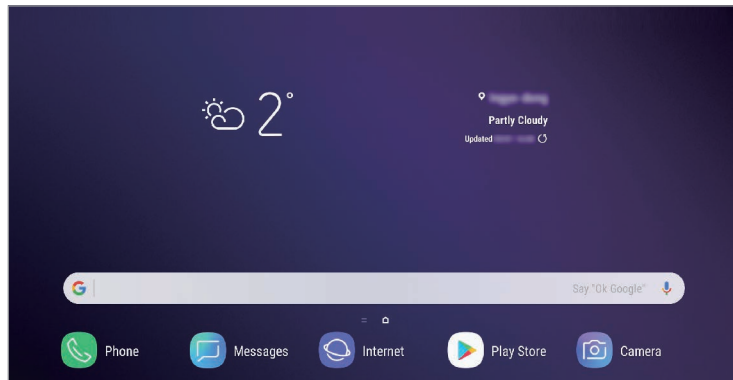 2°
Partly Cloudy
Updated
Say "Ok Google"
Phone
Messages
Internet
Play Store
Camera